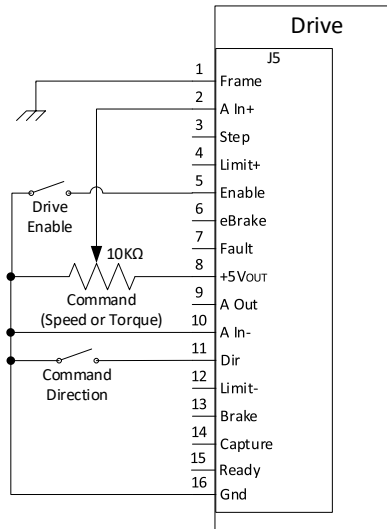 Drive
J5
1 Frame
2 A In+
3 Step
4 Limit+
5 Enable
Drive
Enable
6 eBrake
7 Fault
10KΩ
8 +5VOUT
Command
(Speed or Torque)
9 A Out
10 A In-
11 Dir
Command
Direction
12 Limit-
13 Brake
14 Capture
15 Ready
16 Gnd